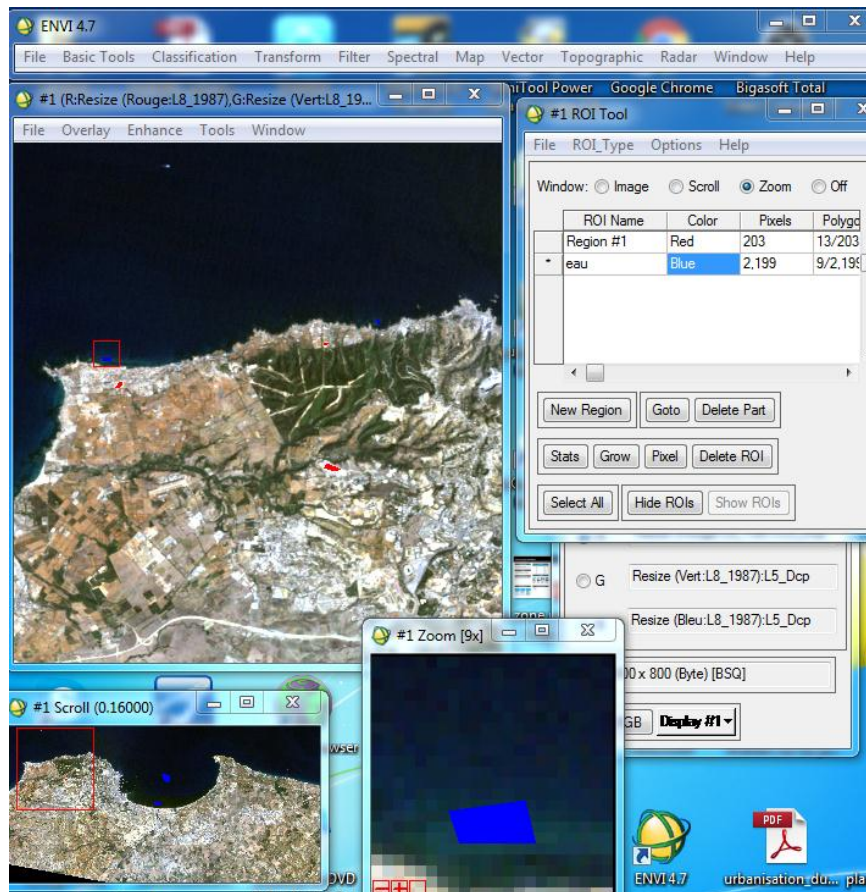 ENVI 4.7
File Basic Tools Classification Transform Filter Spectral Map Vector Topographic Radar Window Help
#1 (R:Resize (Rouge:L8_1987),G:Resize (Vert:L8_19...
niTool Power Google Chrome Bigasoft Total
File Overlay Enhance Tools Window
#1 ROI Tool
File ROI_Type Options Help
Window: Image Scroll Zoom Off
ROI Name Color Pixels Polygo
Region #1 Red 203 13/203
* eau Blue 2,199 9/2,199
New Region Goto Delete Part
Stats Grow Pixel Delete ROI
Select All Hide ROIs Show ROIs
G Resize (Vert:L8_1987):L5_Dcp
Resize (Bleu:L8_1987):L5_Dcp
zone
00 x 800 (Byte) [BSQ]
GB Display #1
#1 Zoom [9x]
#1 Scroll (0.16000)
wser
DVD
PDF
ENVI 4.7 urbanisation_du... pla